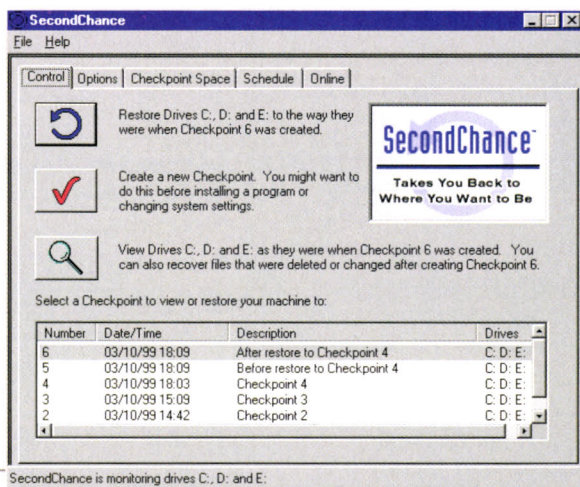 SecondChance
File Help
Control Options Checkpoint Space Schedule Online
Restore Drives C:, D: and E: to the way they
were when Checkpoint 6 was created.
Create a new Checkpoint. You might want to
do this before installing a program or
changing system settings.
SecondChance™
Takes You Back to
Where You Want to Be
View Drives C:, D: and E: as they were when Checkpoint 6 was created. You
can also recover files that were deleted or changed after creating Checkpoint 6.
Select a Checkpoint to view or restore your machine to:
Number Date/Time Description Drives
6 03/10/99 18:09 After restore to Checkpoint 4 C: D: E:
5 03/10/99 18:09 Before restore to Checkpoint 4 C: D: E:
4 03/10/99 18:03 Checkpoint 4 C: D: E:
3 03/10/99 15:09 Checkpoint 3 C: D: E:
2 03/10/99 14:42 Checkpoint 2 C: D: E:
SecondChance is monitoring drives C:, D: and E: